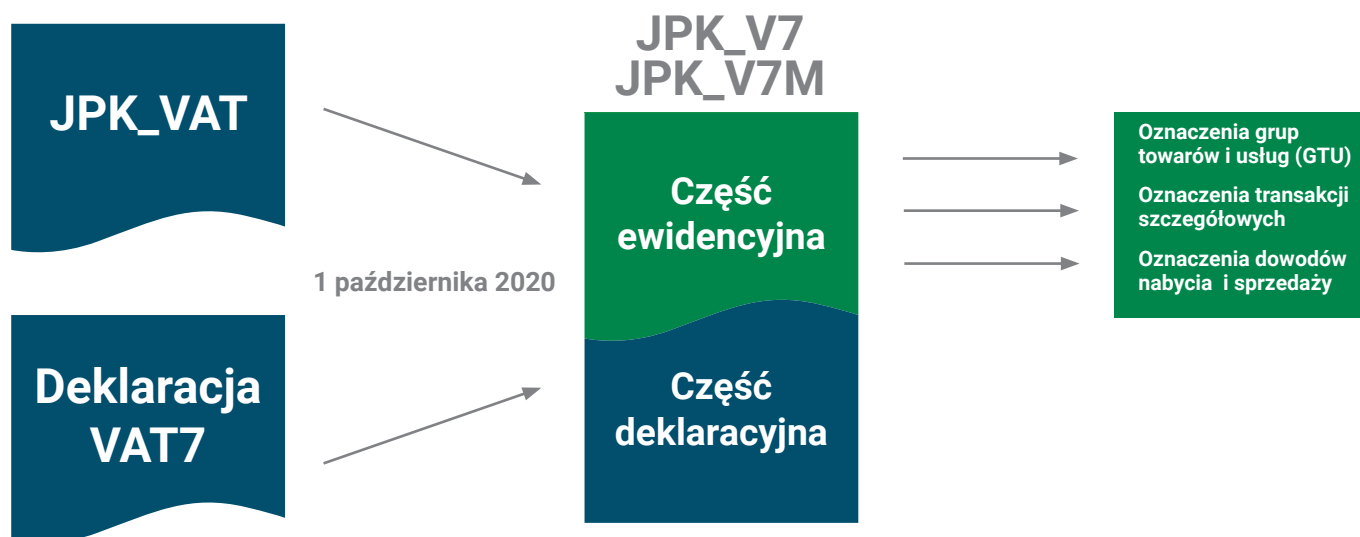 JPK_VAT
Deklaracja
VAT7
1 października 2020
JPK_V7
JPK_V7M
Część
ewidencyjna
Część
deklaracyjna
Oznaczenia grup
towarów i usług (GTU)
Oznaczenia transakcji
szczegółowych
Oznaczenia dowodów
nabycia i sprzedaży